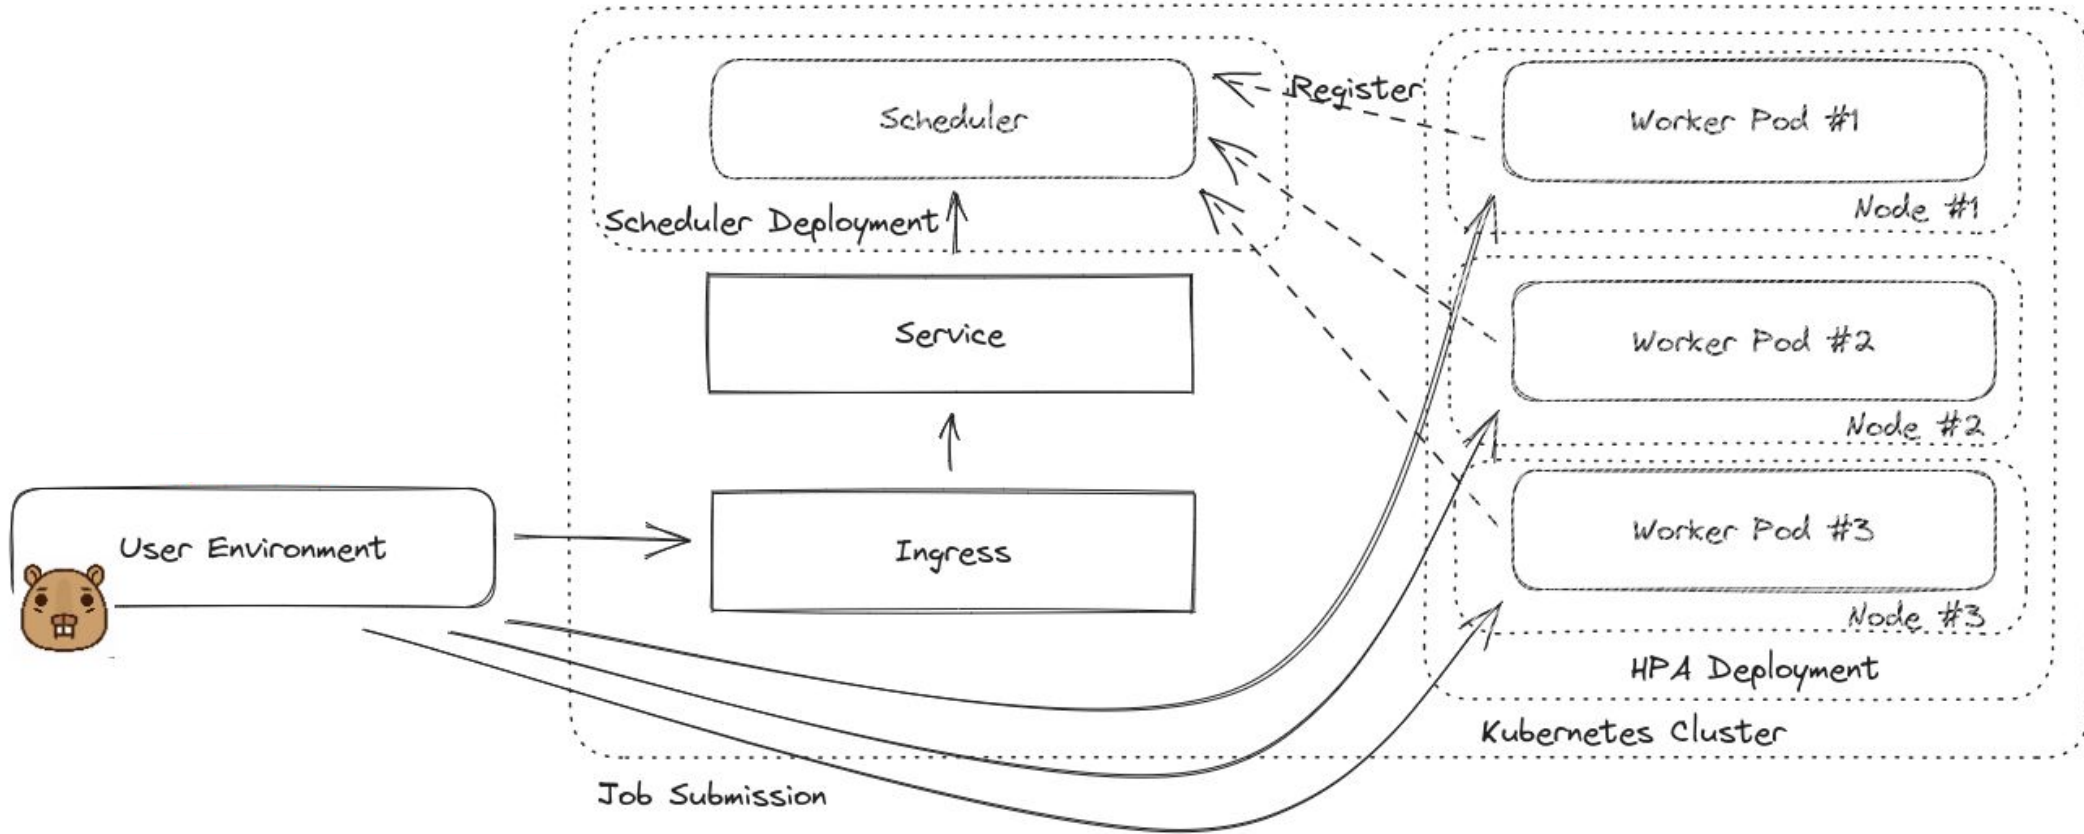 Scheduler
Register
Worker Pod #1
Node #1
Scheduler Deployment
Service
Worker Pod #2
Node #2
User Environment
Ingress
Worker Pod #3
Node #3
HPA Deployment
Kubernetes Cluster
Job Submission